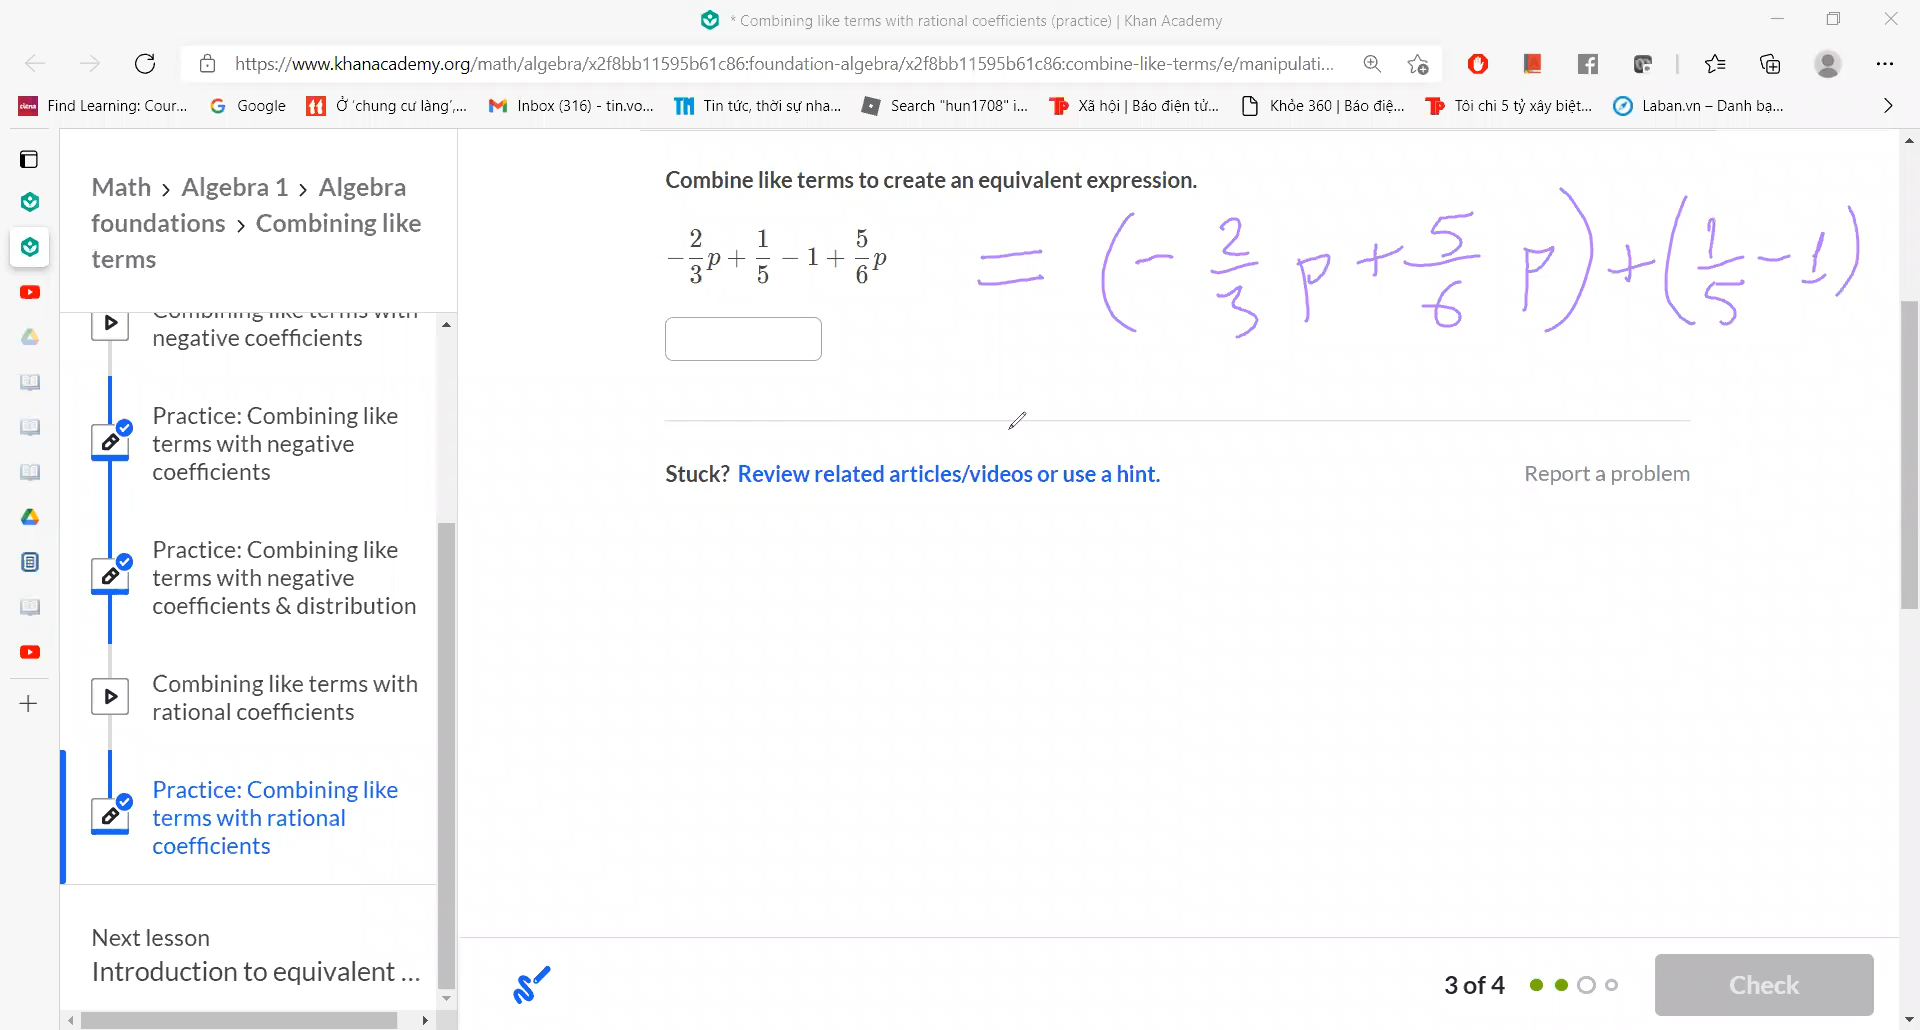 * Combining like terms with rational coefficients (practice) | Khan Academy
https://www.khanacademy.org/math/algebra/x2f8bb11595b61c86:foundation-algebra/x2f8bb11595b61c86:combine-like-terms/e/manipulati...
Find Learning: Cour...
Google
Ở 'chung cư làng',...
Inbox (316) - tin.vo...
Tin tức, thời sự nha...
Search "hun1708" i...
Xã hội | Báo điện tử...
Khỏe 360 | Báo điệ...
Tôi chi 5 tỷ xây biệt...
Laban.vn – Danh bạ...
Math › Algebra 1 › Algebra
foundations › Combining like
terms
Combining like terms with
negative coefficients
Practice: Combining like
terms with negative
coefficients
Practice: Combining like
terms with negative
coefficients & distribution
Combining like terms with
rational coefficients
Practice: Combining like
terms with rational
coefficients
Next lesson
Introduction to equivalent ...
Combine like terms to create an equivalent expression.
-2/3p + 1/5 - 1 + 5/6p = (-2/3 p + 5/6 p) + (1/5 - 1)
Stuck? Review related articles/videos or use a hint.
Report a problem
3 of 4
Check